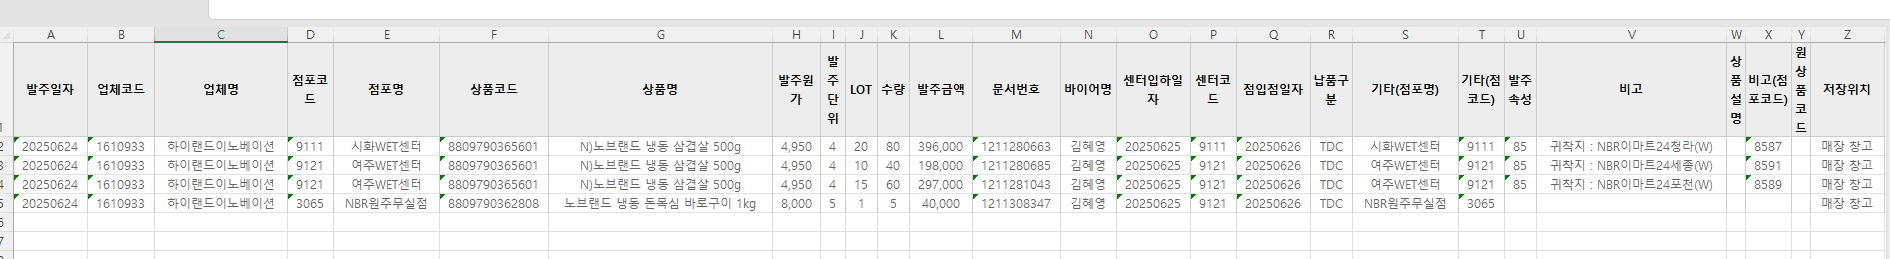 A B C D E F G H I J K L M N O P Q R S T U V W X Y Z
1 발주일자 업체코드 업체명 점포코드 점포명 상품코드 상품명 발주원가 발주단위 LOT 수량 발주금액 문서번호 바이어명 센터입하일자 센터코드 점입점일자 납품구분 기타(점포명) 기타(점코드) 발주속성 비고 상품설명 비고(점포코드) 원상품코드 저장위치
2 20250624 1610933 하이랜드이노베이션 9111 시화WET센터 8809790365601 N)노브랜드 냉동 삼겹살 500g 4,950 4 20 80 396,000 1211280663 김혜영 20250625 9111 20250626 TDC 시화WET센터 9111 85 귀착지 : NBR이마트24청라(W) 8587 매장 창고
3 20250624 1610933 하이랜드이노베이션 9121 여주WET센터 8809790365601 N)노브랜드 냉동 삼겹살 500g 4,950 4 10 40 198,000 1211280685 김혜영 20250625 9121 20250626 TDC 여주WET센터 9121 85 귀착지 : NBR이마트24세종(W) 8591 매장 창고
4 20250624 1610933 하이랜드이노베이션 9121 여주WET센터 8809790365601 N)노브랜드 냉동 삼겹살 500g 4,950 4 15 60 297,000 1211281043 김혜영 20250625 9121 20250626 TDC 여주WET센터 9121 85 귀착지 : NBR이마트24포천(W) 8589 매장 창고
5 20250624 1610933 하이랜드이노베이션 3065 NBR원주무실점 8809790362808 노브랜드 냉동 돈목심 바로구이 1kg 8,000 5 1 5 40,000 1211308347 김혜영 20250625 9121 20250626 TDC NBR원주무실점 3065 매장 창고
6
7